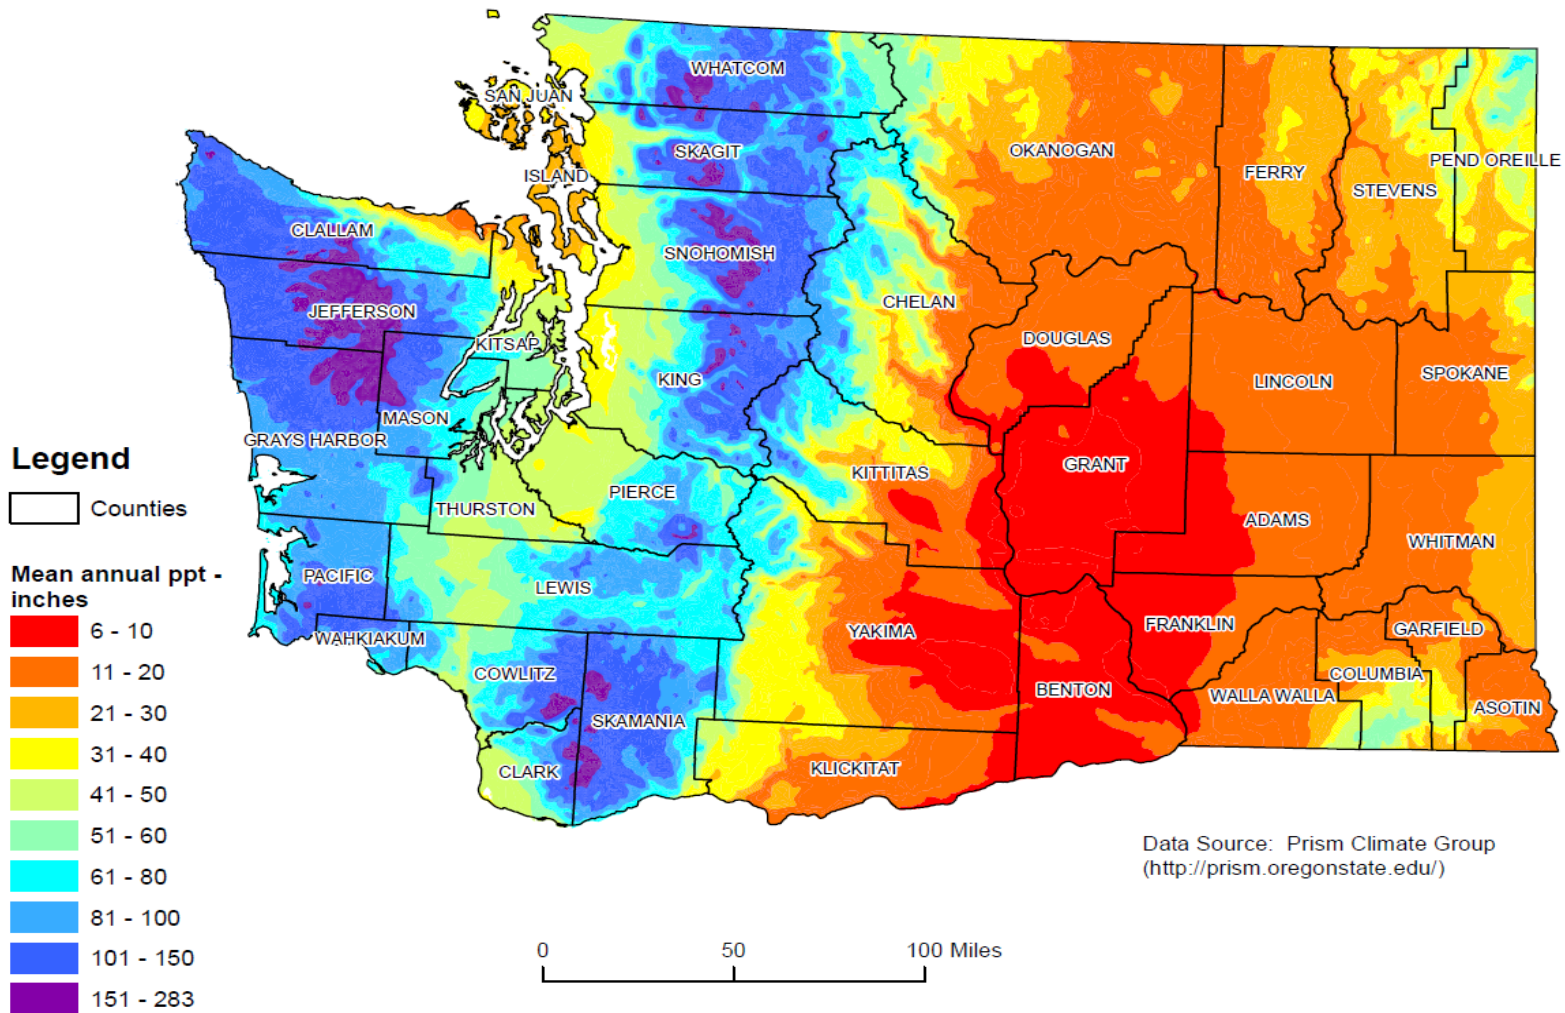 WHATCOM
SAN JUAN
SKAGIT
ISLAND
OKANOGAN
FERRY
PEND OREILLE
STEVENS
CLALLAM
SNOHOMISH
CHELAN
JEFFERSON
KITSAP
DOUGLAS
KING
LINCOLN
SPOKANE
MASON
GRAYS HARBOR
KITTITAS
GRANT
PIERCE
THURSTON
ADAMS
WHITMAN
PACIFIC
LEWIS
WAHKIAKUM
YAKIMA
FRANKLIN
GARFIELD
COWLITZ
COLUMBIA
BENTON
WALLA WALLA
ASOTIN
SKAMANIA
CLARK
KLICKITAT
Legend
Counties
Mean annual ppt -
inches
6 - 10
11 - 20
21 - 30
31 - 40
41 - 50
51 - 60
61 - 80
81 - 100
101 - 150
151 - 283
Data Source: Prism Climate Group
(http://prism.oregonstate.edu/)
0 50 100 Miles